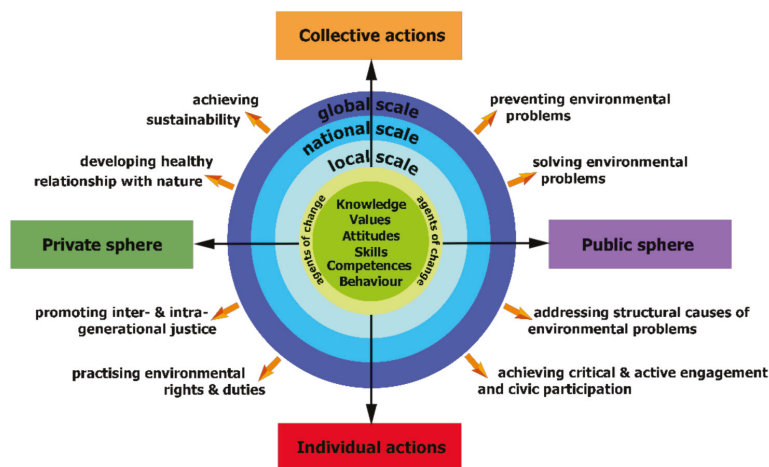 Collective actions
achieving
sustainability
global scale
preventing environmental
problems
national scale
developing healthy
relationship with nature
local scale
solving environmental
problems
Knowledge
Values
Attitudes
Skills
Competences
Behaviour
agents of change
agents of change
Private sphere
Public sphere
promoting inter- & intra-
generational justice
addressing structural causes of
environmental problems
practising environmental
rights & duties
achieving critical & active engagement
and civic participation
Individual actions